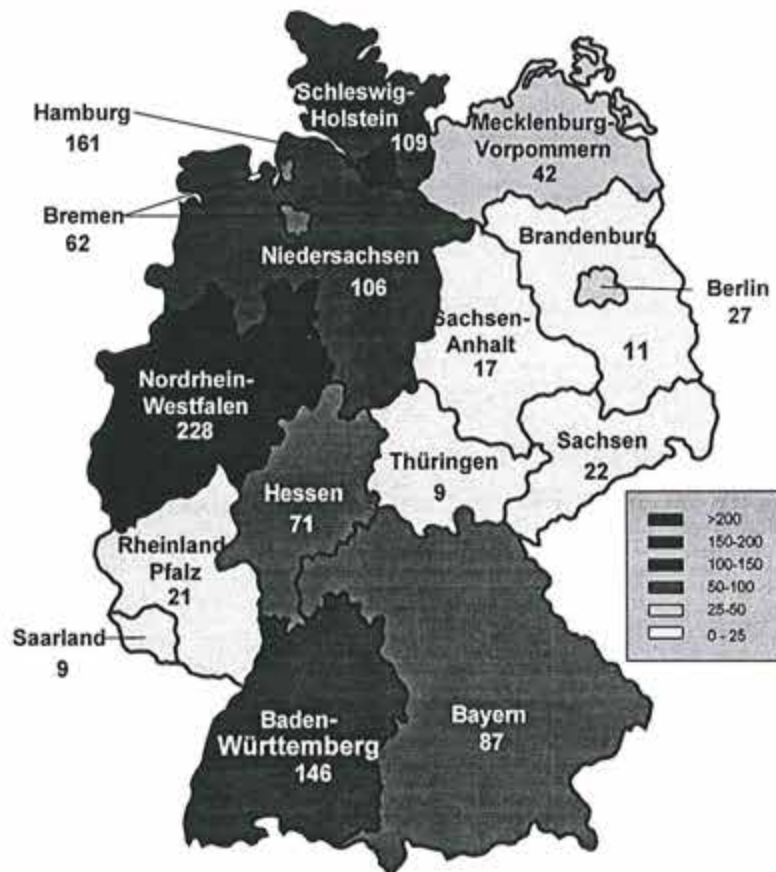 Schleswig-
Holstein
109
Hamburg
161
Mecklenburg-
Vorpommern
42
Bremen
62
Niedersachsen
106
Brandenburg
11
Berlin
27
Sachsen-
Anhalt
17
Nordrhein-
Westfalen
228
Sachsen
22
Thüringen
9
Hessen
71
Rheinland
Pfalz
21
Saarland
9
Baden-
Württemberg
146
Bayern
87
>200
150-200
100-150
50-100
25-50
0 - 25